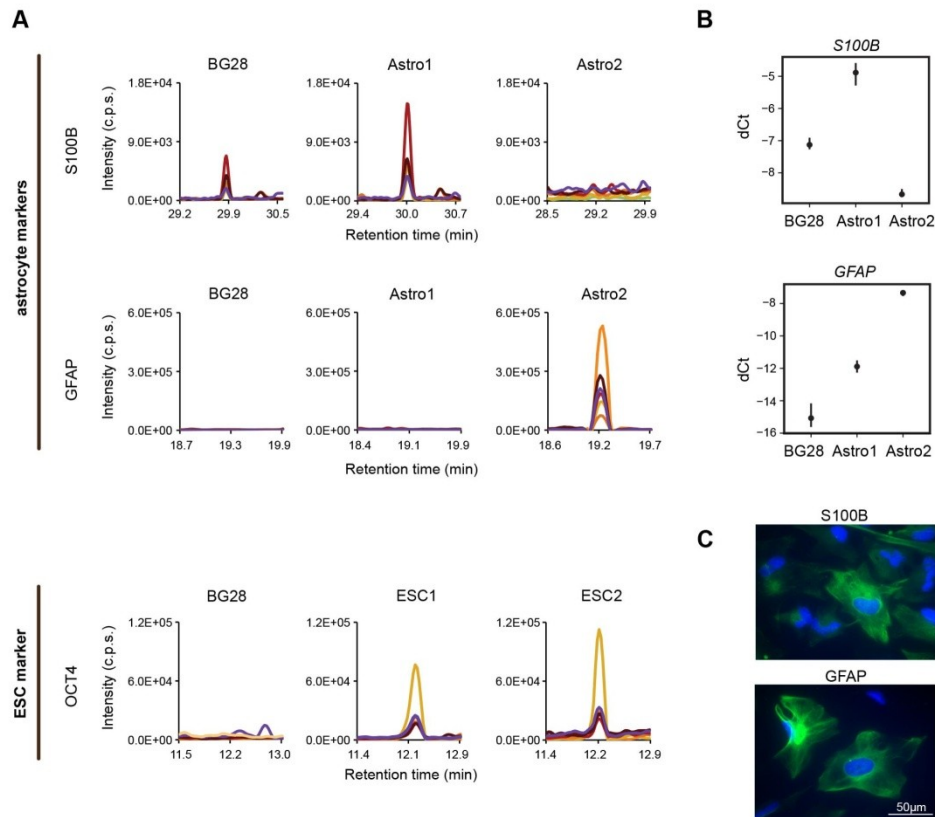 A
BG28 Astro1 Astro2
astrocyte markers
S100B
Intensity (c.p.s.)
1.8E+04 1.8E+04 1.8E+04
9.0E+03 9.0E+03 9.0E+03
0.0E+00 0.0E+00 0.0E+00
29.2 29.9 30.5 29.4 30.0 30.7 28.5 29.2 29.9
Retention time (min)
BG28 Astro1 Astro2
GFAP
Intensity (c.p.s.)
6.0E+05 6.0E+05 6.0E+05
3.0E+05 3.0E+05 3.0E+05
0.0E+00 0.0E+00 0.0E+00
18.7 19.3 19.9 18.4 19.1 19.9 18.6 19.2 19.7
Retention time (min)
ESC marker
BG28 ESC1 ESC2
OCT4
Intensity (c.p.s.)
1.2E+05 1.2E+05 1.2E+05
6.0E+04 6.0E+04 6.0E+04
0.0E+00 0.0E+00 0.0E+00
11.5 12.2 13.0 11.4 12.1 12.9 11.4 12.2 12.9
Retention time (min)
B
S100B
dCt
−5
−6
−7
−8
BG28 Astro1 Astro2
GFAP
dCt
−8
−10
−12
−14
−16
BG28 Astro1 Astro2
C
S100B
GFAP
50µm